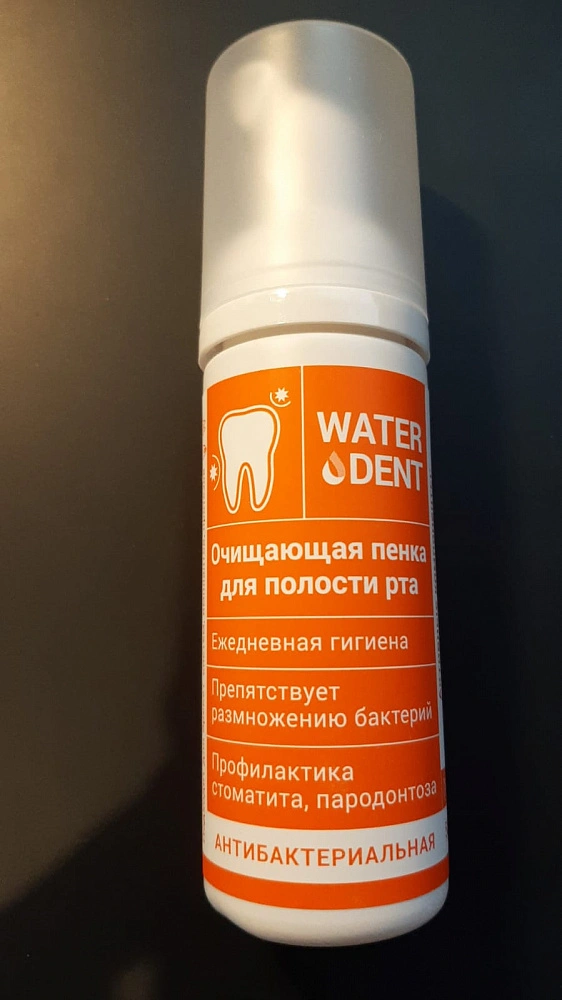 WATER
DENT
Очищающая пенка
для полости рта
Ежедневная гигиена
Препятствует
размножению бактерий
Профилактика
стоматита, пародонтоза
АНТИБАКТЕРИАЛЬНАЯ